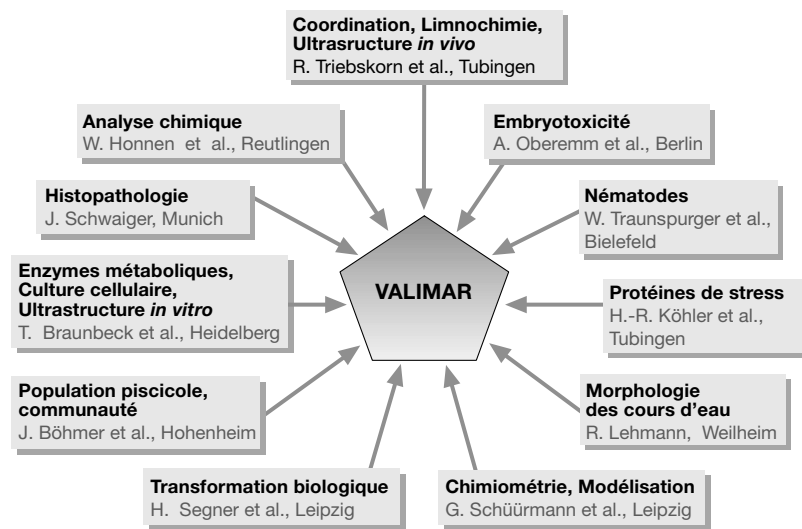 Coordination, Limnochimie,
Ultrasructure in vivo
R. Triebskorn et al., Tubingen
Analyse chimique
W. Honnen et al., Reutlingen
Embryotoxicité
A. Oberemm et al., Berlin
Histopathologie
J. Schwaiger, Munich
Nématodes
W. Traunspurger et al.,
Bielefeld
Enzymes métaboliques,
Culture cellulaire,
Ultrastructure in vitro
T. Braunbeck et al., Heidelberg
VALIMAR
Protéines de stress
H.-R. Köhler et al.,
Tubingen
Population piscicole,
communauté
J. Böhmer et al., Hohenheim
Morphologie
des cours d'eau
R. Lehmann, Weilheim
Transformation biologique
H. Segner et al., Leipzig
Chimiométrie, Modélisation
G. Schüürmann et al., Leipzig